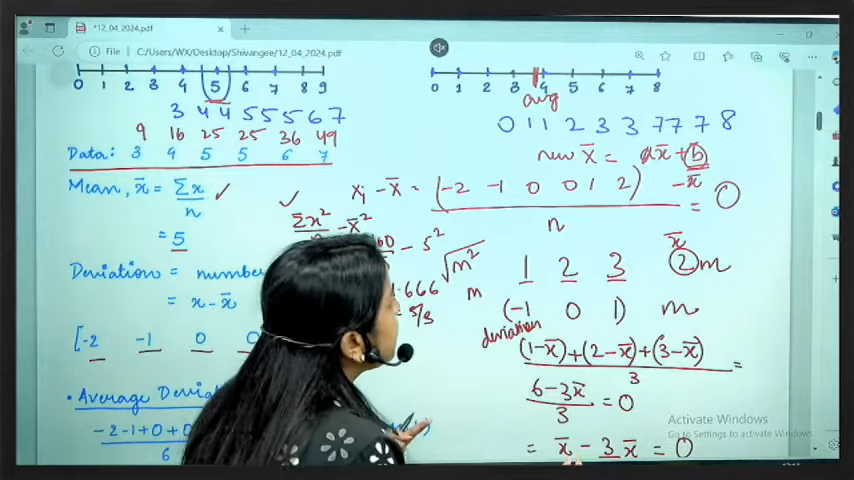 *12_04_2024.pdf
File | C:/Users/WX/Desktop/Shivangee/12_04_2024.pdf
0 1 2 3 4 5 6 7 8 9
0 1 2 3 4 5 6 7 8
avg
3 4 4 5 5 5 6 7
0 1 1 2 3 3 7 7 7 8
9 16 25 25 36 49
Data: 3 4 5 5 6 7
new X̄ = a x̄ + b
Mean, x̄ = Σx / n
xᵢ - x̄ = (-2 -1 0 0 1 2) / n = 0
- x̄
= 5
Σx² / n - x̄²
60 - 5²
√m²
x̄
1 2 3 2 m
Deviation = number
1.666
m
= 5/3
= x - x̄
(-1 0 1) m
deviation
[-2 -1 0 0
(1-x̄)+(2-x̄)+(3-x̄) / 3 =
• Average Devia
6-3x̄ / 3 = 0
-2-1+0+0 / 6
= x̄ - 3x̄ = 0
Activate Windows
Go to Settings to activate Windows